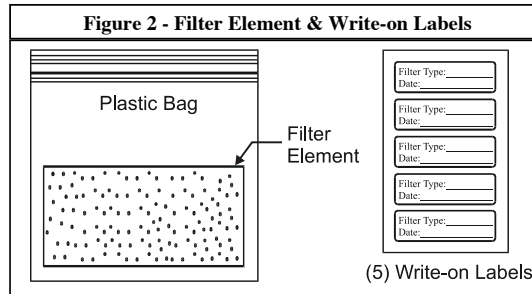 Figure 2 - Filter Element & Write-on Labels
Plastic Bag
Filter
Element
Filter Type:
Date:
Filter Type:
Date:
Filter Type:
Date:
Filter Type:
Date:
Filter Type:
Date:
(5) Write-on Labels